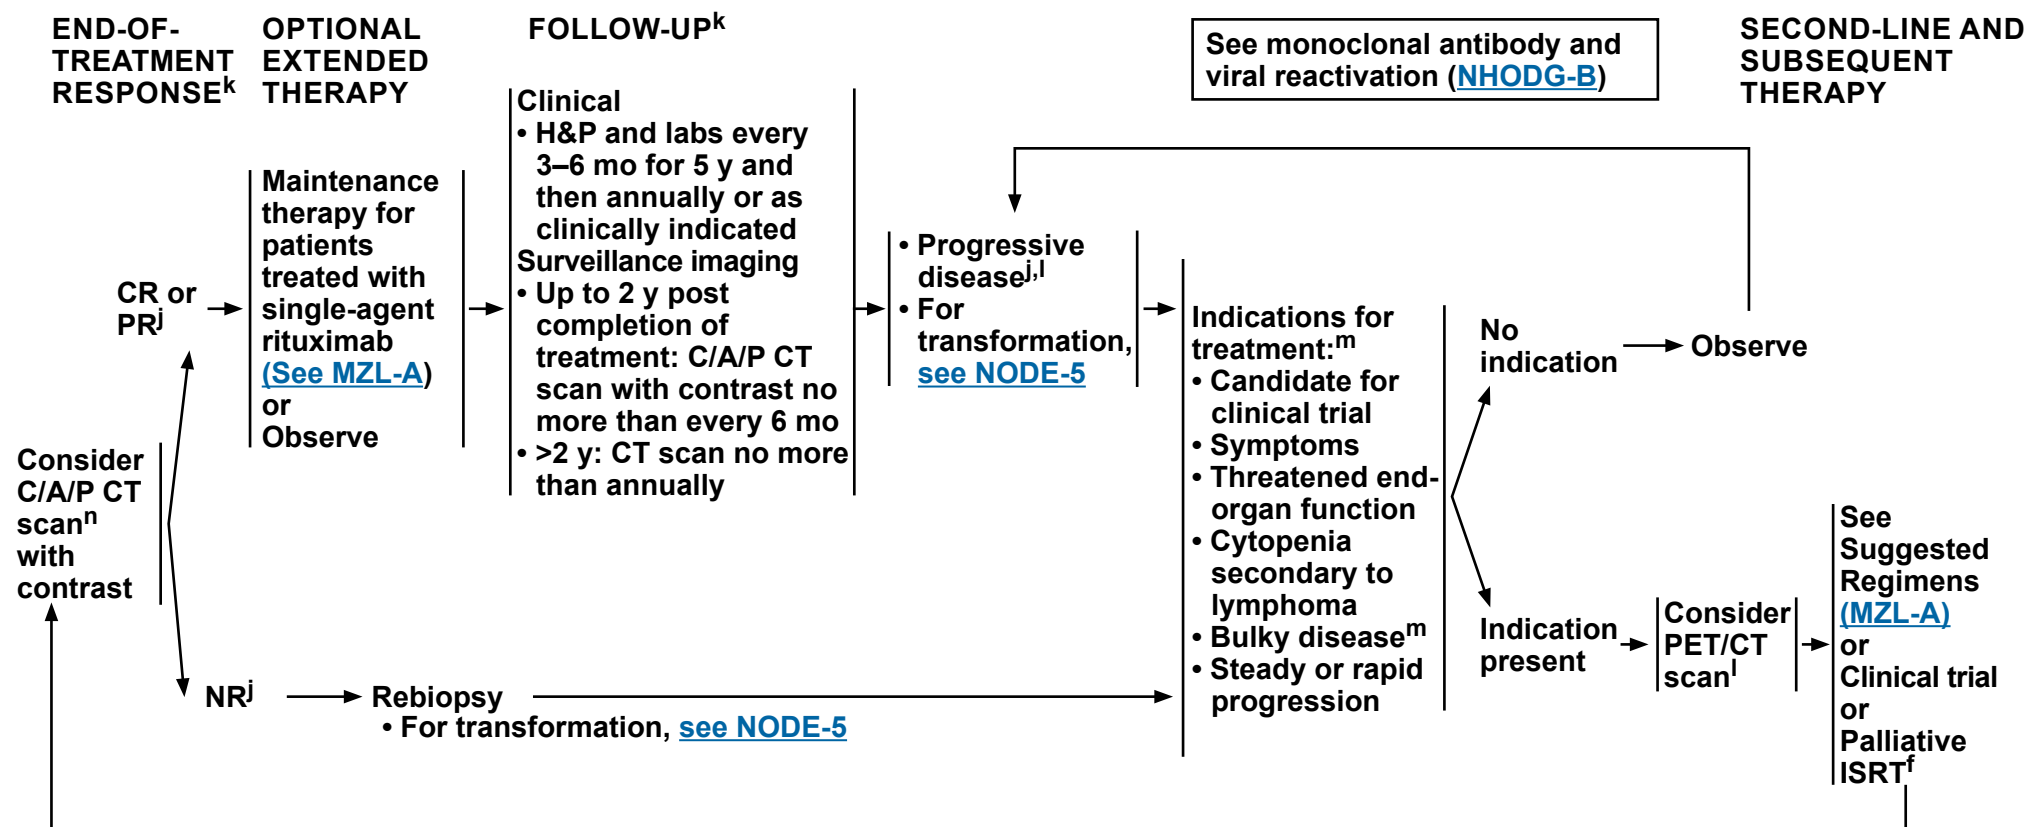 END-OF-
TREATMENT
RESPONSEk
OPTIONAL
EXTENDED
THERAPY
FOLLOW-UPk
See monoclonal antibody and
viral reactivation (NHODG-B)
SECOND-LINE AND
SUBSEQUENT
THERAPY
Consider
C/A/P CT
scann
with
contrast
CR or
PRj
Maintenance
therapy for
patients
treated with
single-agent
rituximab
(See MZL-A)
or
Observe
Clinical
• H&P and labs every
3–6 mo for 5 y and
then annually or as
clinically indicated
Surveillance imaging
• Up to 2 y post
completion of
treatment: C/A/P CT
scan with contrast no
more than every 6 mo
• >2 y: CT scan no more
than annually
• Progressive
diseasej,l
• For
transformation,
see NODE-5
NRj
Rebiopsy
• For transformation, see NODE-5
Indications for
treatment:m
• Candidate for
clinical trial
• Symptoms
• Threatened end-
organ function
• Cytopenia
secondary to
lymphoma
• Bulky diseasem
• Steady or rapid
progression
No
indication
Observe
Indication
present
Consider
PET/CT
scanl
See
Suggested
Regimens
(MZL-A)
or
Clinical trial
or
Palliative
ISRTf